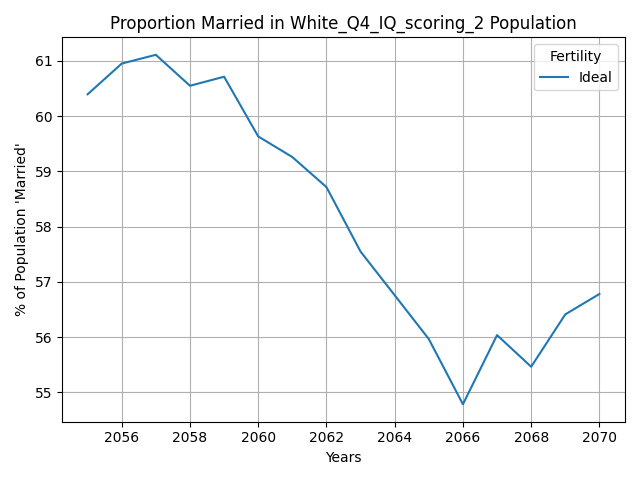 Proportion Married in White_Q4_IQ_scoring_2 Population
Fertility
Ideal
% of Population 'Married'
61
60
59
58
57
56
55
2056 2058 2060 2062 2064 2066 2068 2070
Years